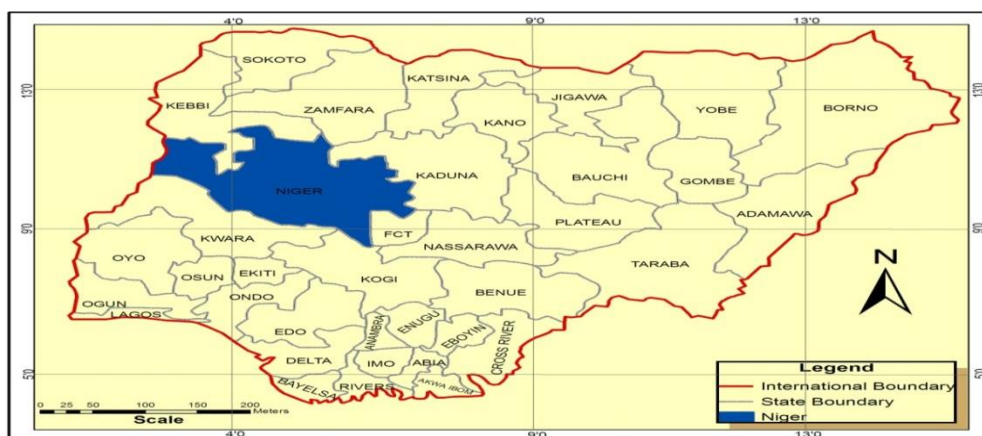 4'0 9'0 13'0
SOKOTO
KATSINA
13'0 13'0
KEBBI ZAMFARA JIGAWA YOBE BORNO
KANO
NIGER KADUNA BAUCHI GOMBE
ADAMAWA
PLATEAU
9'0 FCT 9'0
KWARA NASSARAWA
OYO TARABA
OSUN EKITI KOGI
N
BENUE
OGUN ONDO
LAGOS
EDO ANAMBRA ENUGU EBOYIN CROSS RIVER
DELTA IMO ABIA
5'0 5'0
BAYELSA RIVERS AKWA IBOM
Legend
International Boundary
State Boundary
Niger
0 25 50 100 150 200
Meters
Scale
4'0 9'0 13'0